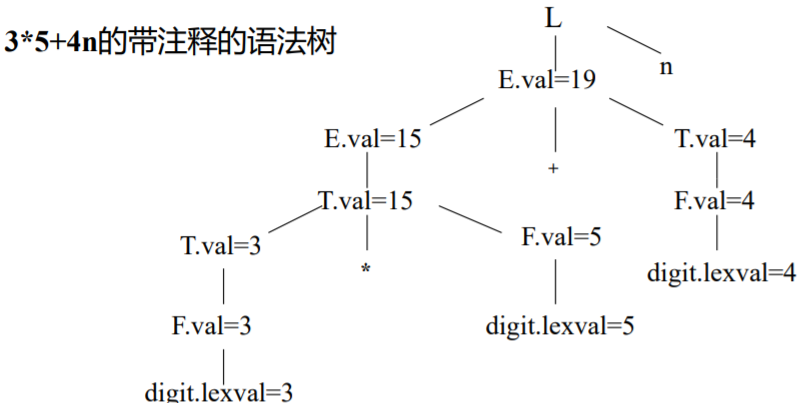 L
3*5+4n的带注释的语法树
n
E.val=19
E.val=15
T.val=4
+
T.val=15
F.val=4
T.val=3
F.val=5
*
digit.lexval=4
F.val=3
digit.lexval=5
digit.lexval=3